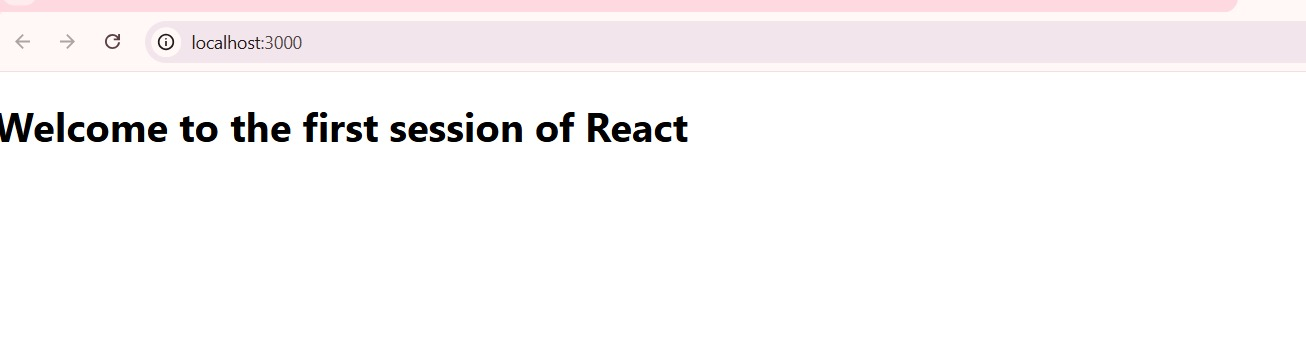 localhost:3000
Welcome to the first session of React